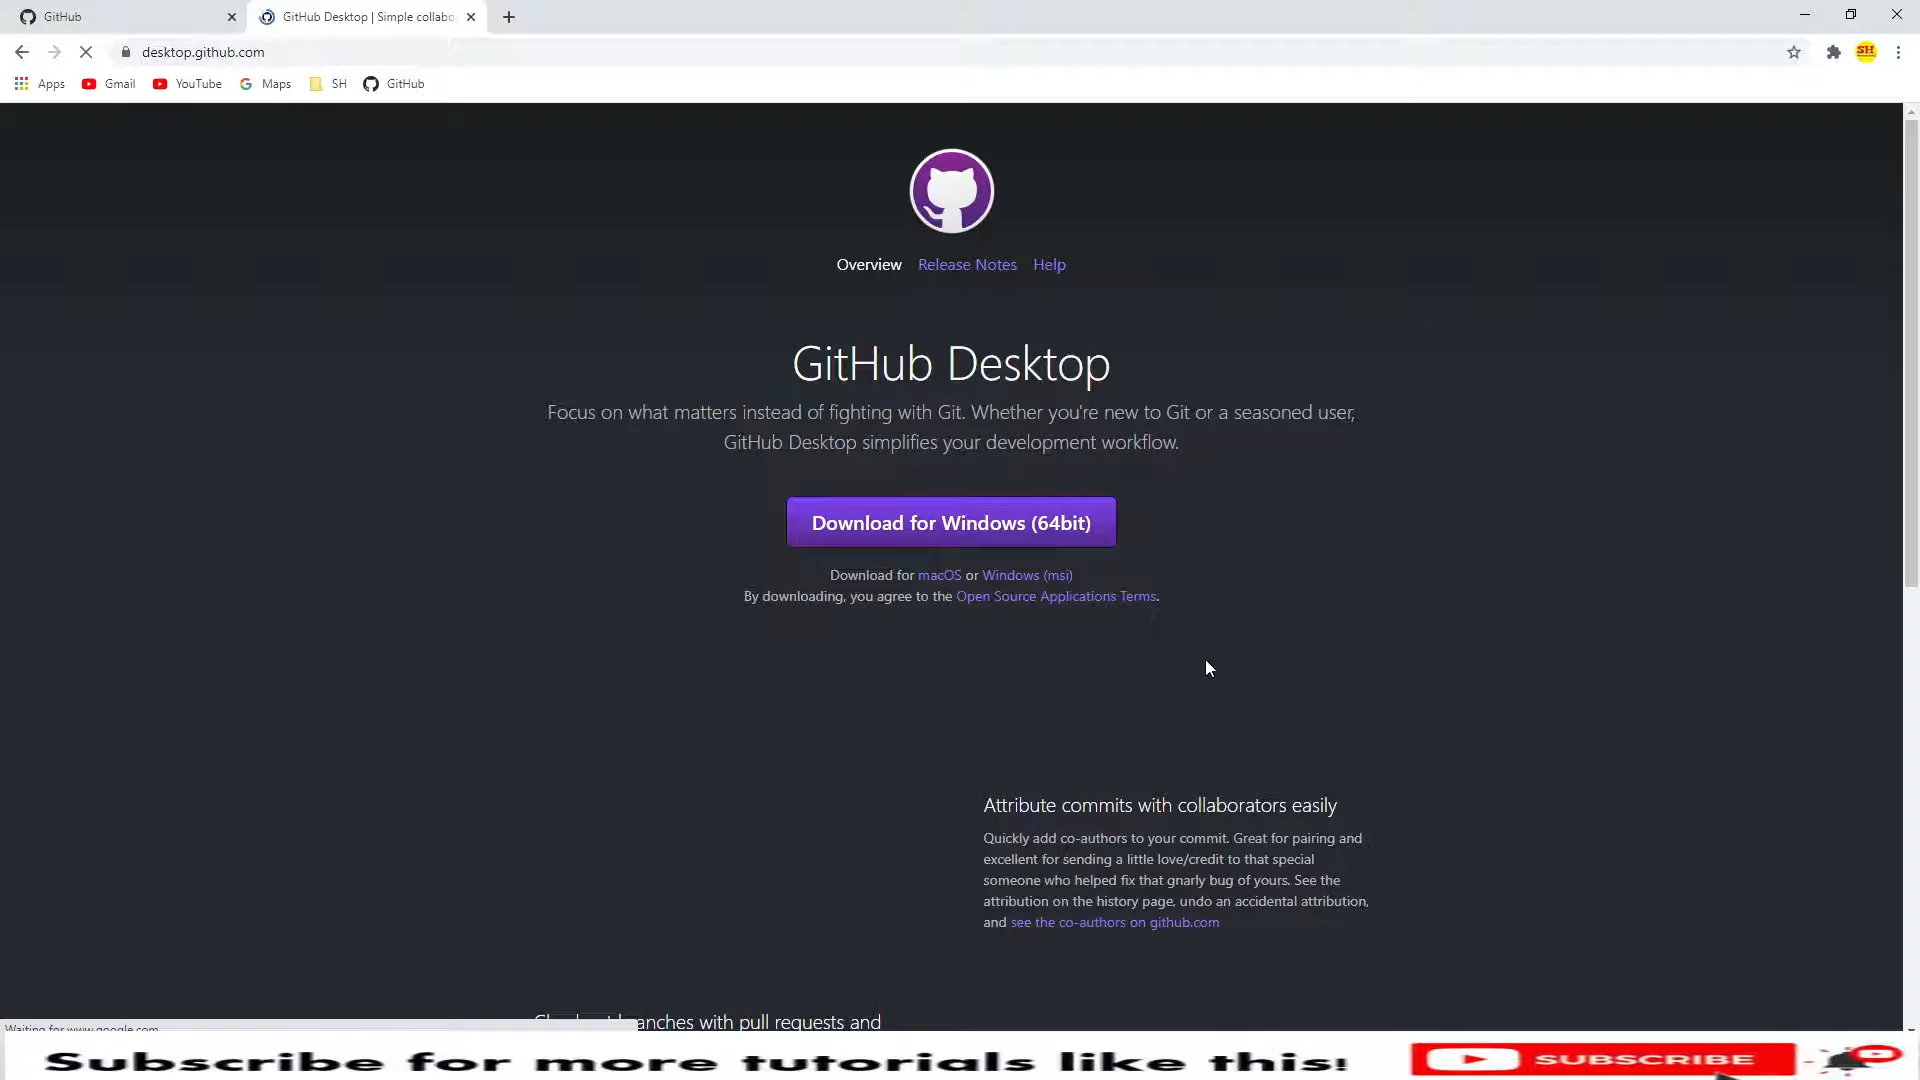 GitHub
GitHub Desktop | Simple collabo
desktop.github.com
SH
Apps Gmail YouTube Maps SH GitHub
Overview Release Notes Help
GitHub Desktop
Focus on what matters instead of fighting with Git. Whether you're new to Git or a seasoned user,
GitHub Desktop simplifies your development workflow.
Download for Windows (64bit)
Download for macOS or Windows (msi)
By downloading, you agree to the Open Source Applications Terms.
Attribute commits with collaborators easily
Quickly add co-authors to your commit. Great for pairing and
excellent for sending a little love/credit to that special
someone who helped fix that gnarly bug of yours. See the
attribution on the history page, undo an accidental attribution,
and see the co-authors on github.com
anches with pull requests and
Waiting for www.google.com
Subscribe for more tutorials like this!
SUBSCRIBE